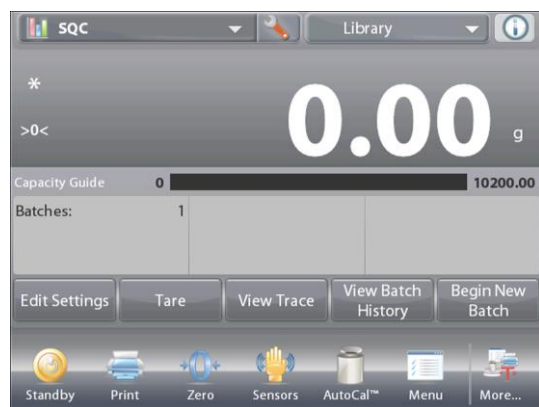 SQC Library
*
>0<
0.00 g
Capacity Guide 0 10200.00
Batches: 1
Edit Settings Tare View Trace View Batch History Begin New Batch
Standby Print Zero Sensors AutoCal™ Menu More...